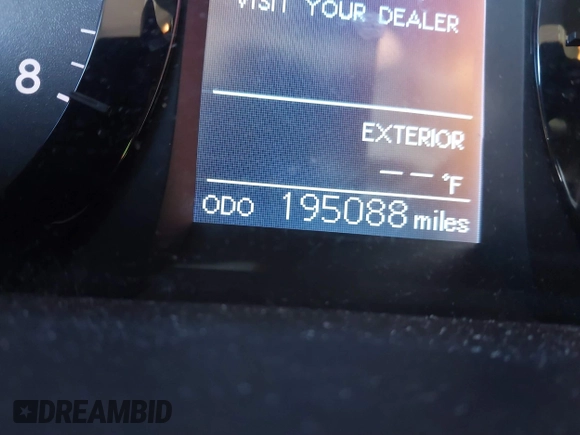 VISIT YOUR DEALER
8
EXTERIOR
-- °F
ODO 195088 miles
DREAMBID